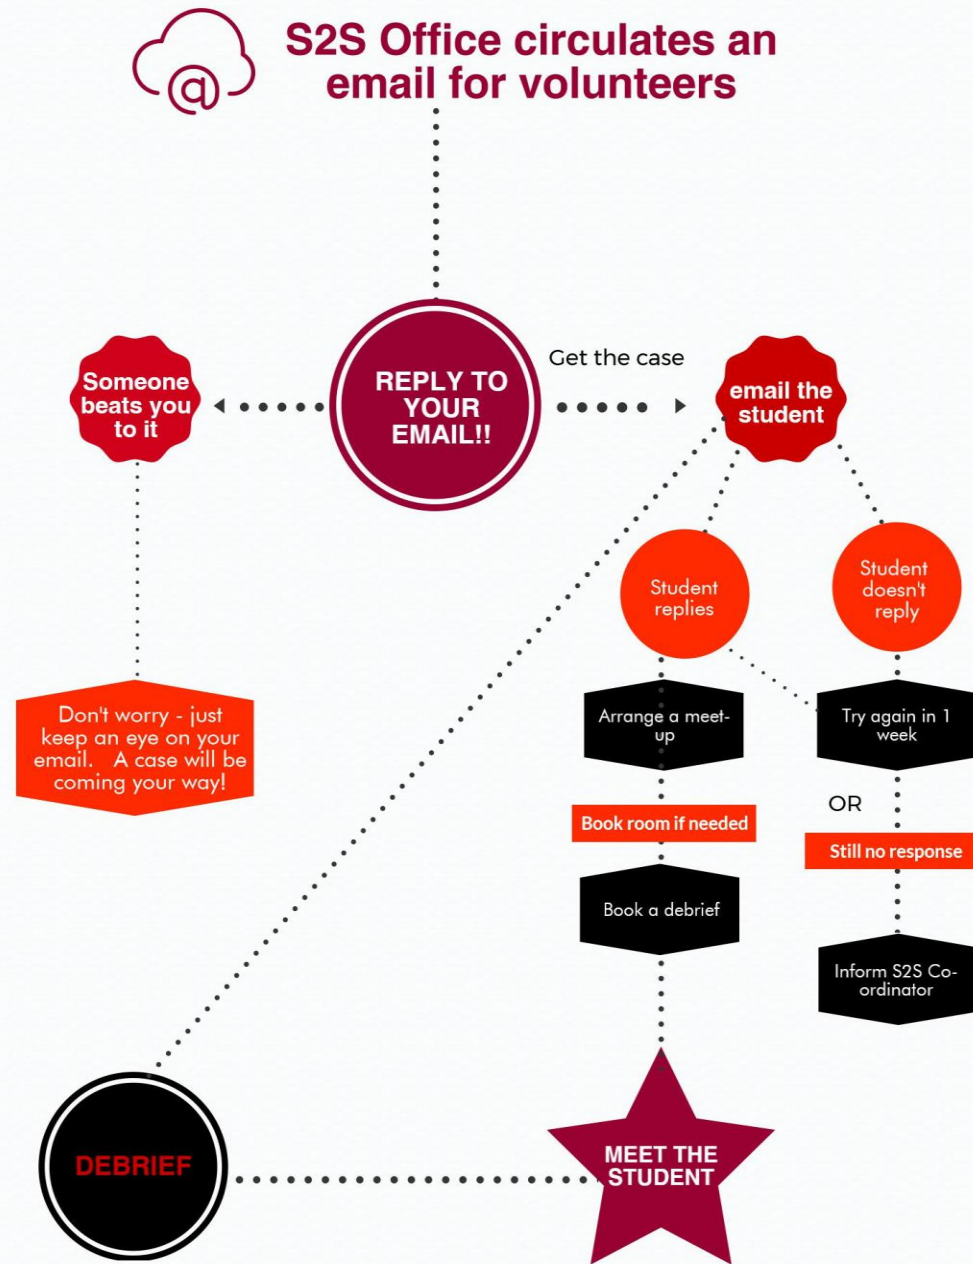 S2S Office circulates an
email for volunteers
@
Someone
beats you
to it
REPLY TO
YOUR
EMAIL!!
Get the case
email the
student
Student
replies
Student
doesn't
reply
Don't worry - just
keep an eye on your
email. A case will be
coming your way!
Arrange a meet-
up
Try again in 1
week
Book room if needed
OR
Still no response
Book a debrief
Inform S2S Co-
ordinator
DEBRIEF
MEET THE
STUDENT